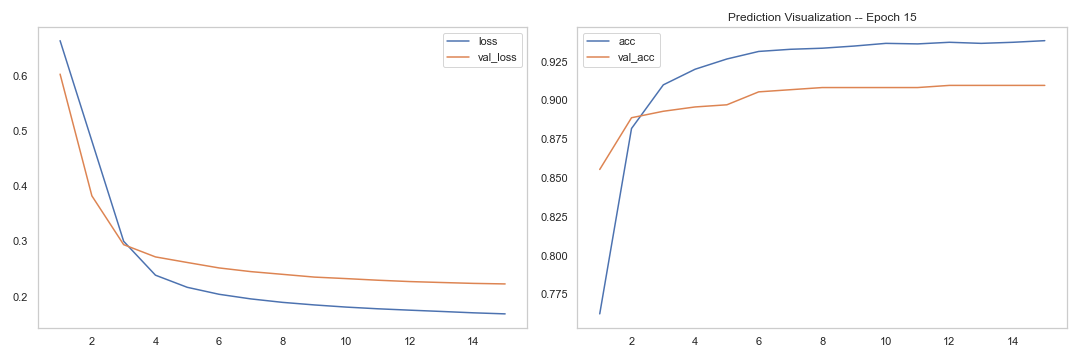 Prediction Visualization -- Epoch 15
loss
val_loss
0.6
0.5
0.4
0.3
0.2
2 4 6 8 10 12 14
acc
val_acc
0.925
0.900
0.875
0.850
0.825
0.800
0.775
2 4 6 8 10 12 14